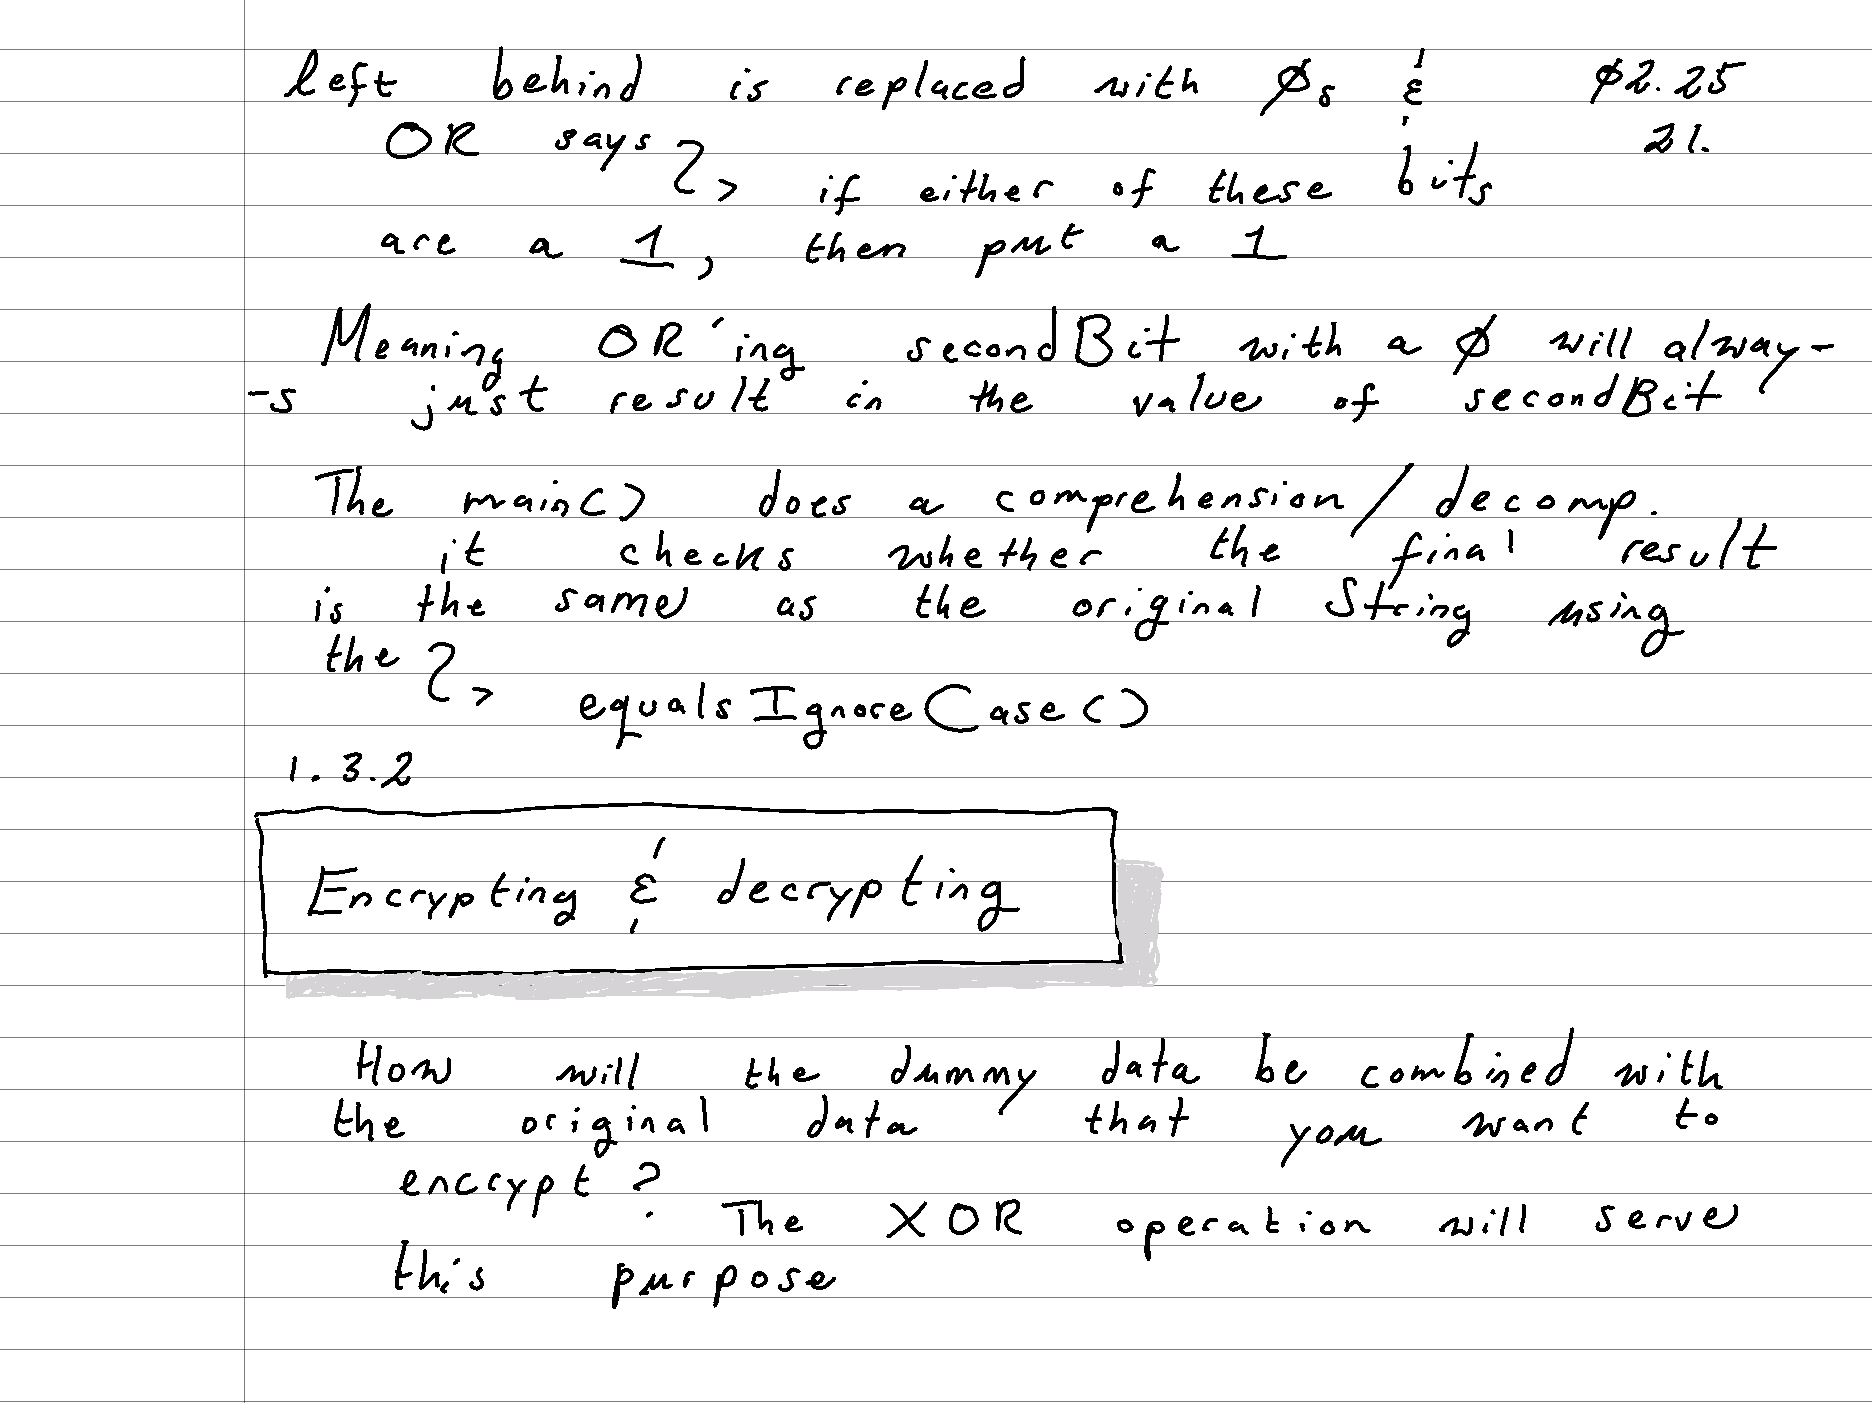 left behind is replaced with Øs & Ø2.25
OR says 21.
if either of these bits
are a 1, then put a 1
Meaning OR'ing secondBit with a Ø will alway-
-s just result in the value of secondBit
The main() does a comprehension/decomp.
it checks whether the final result
is the same as the original String using
the
equalsIgnoreCase()
1.3.2
Encrypting & decrypting
How will the dummy data be combined with
the original data that you want to
encrypt?
The XOR operation will serve
this purpose